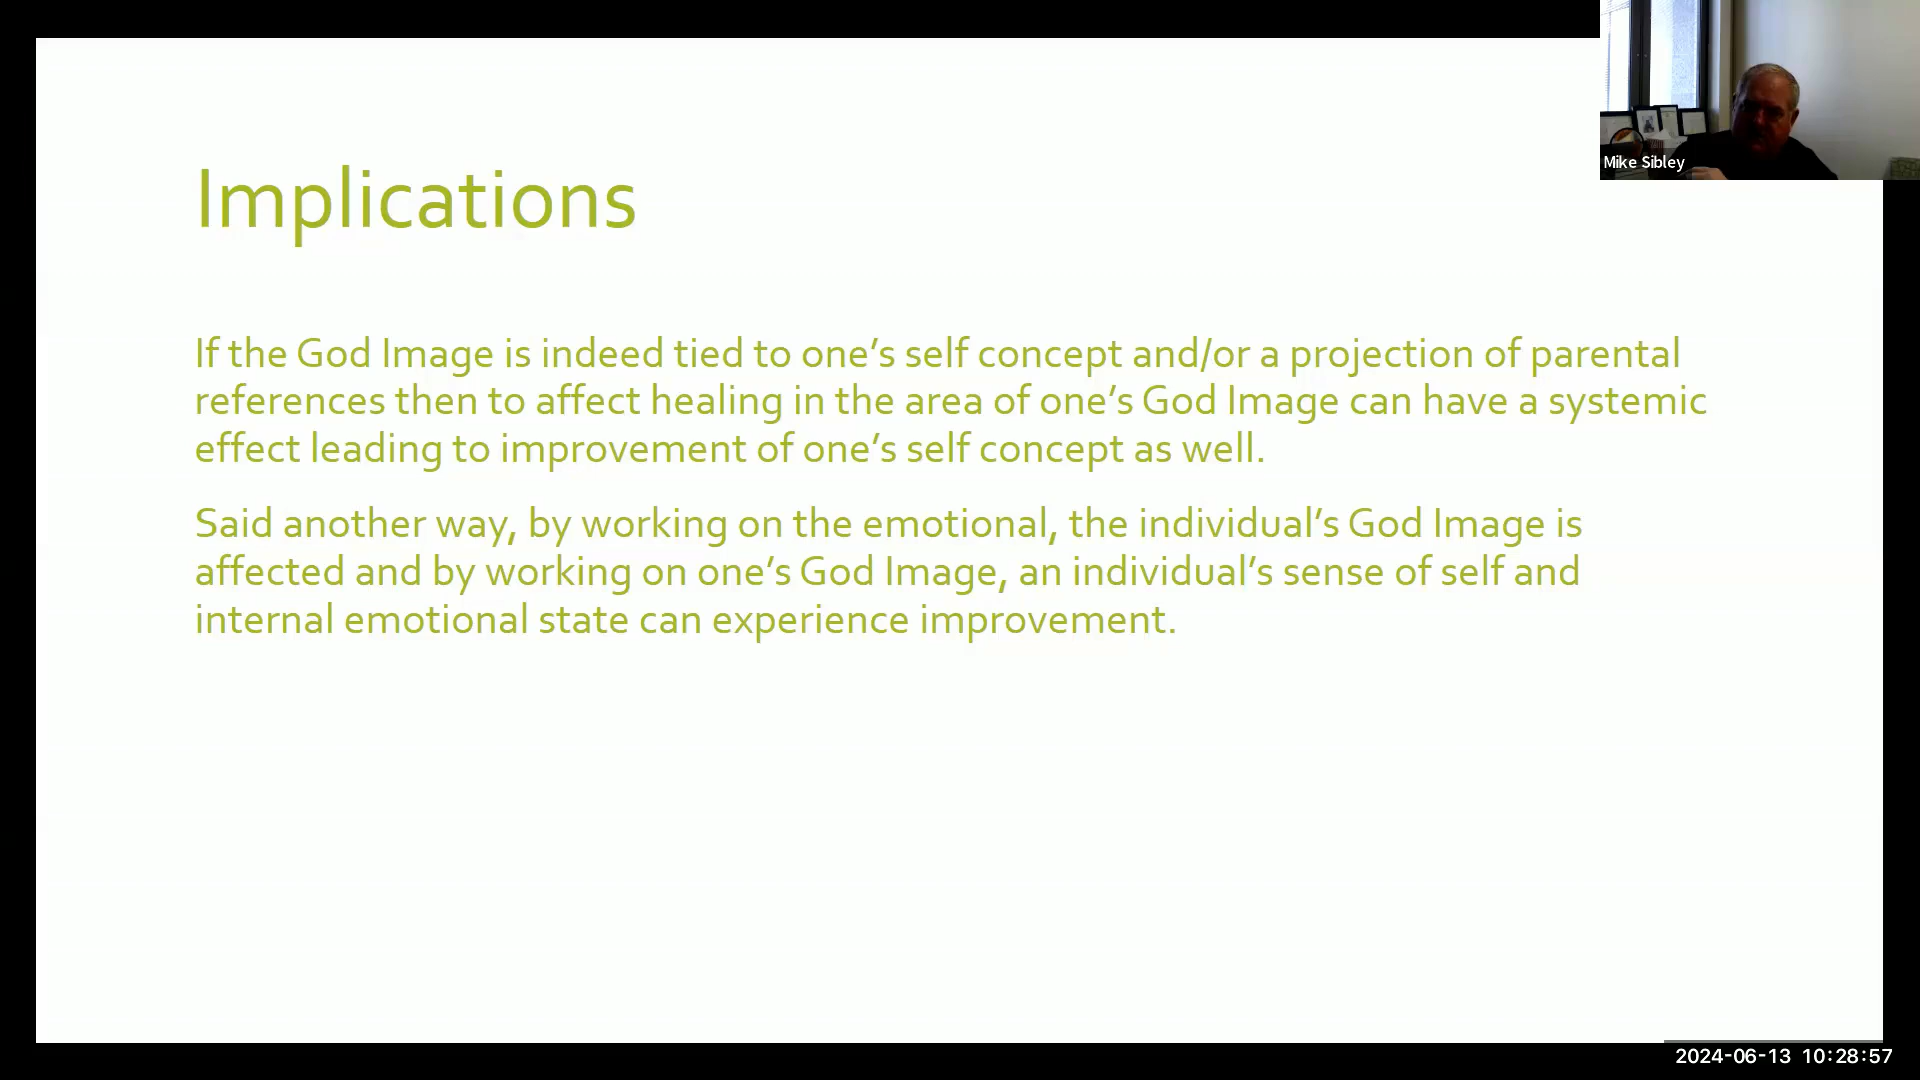 Mike Sibley
Implications
If the God Image is indeed tied to one’s self concept and/or a projection of parental
references then to affect healing in the area of one’s God Image can have a systemic
effect leading to improvement of one’s self concept as well.
Said another way, by working on the emotional, the individual’s God Image is
affected and by working on one’s God Image, an individual’s sense of self and
internal emotional state can experience improvement.
2024-06-13 10:28:57